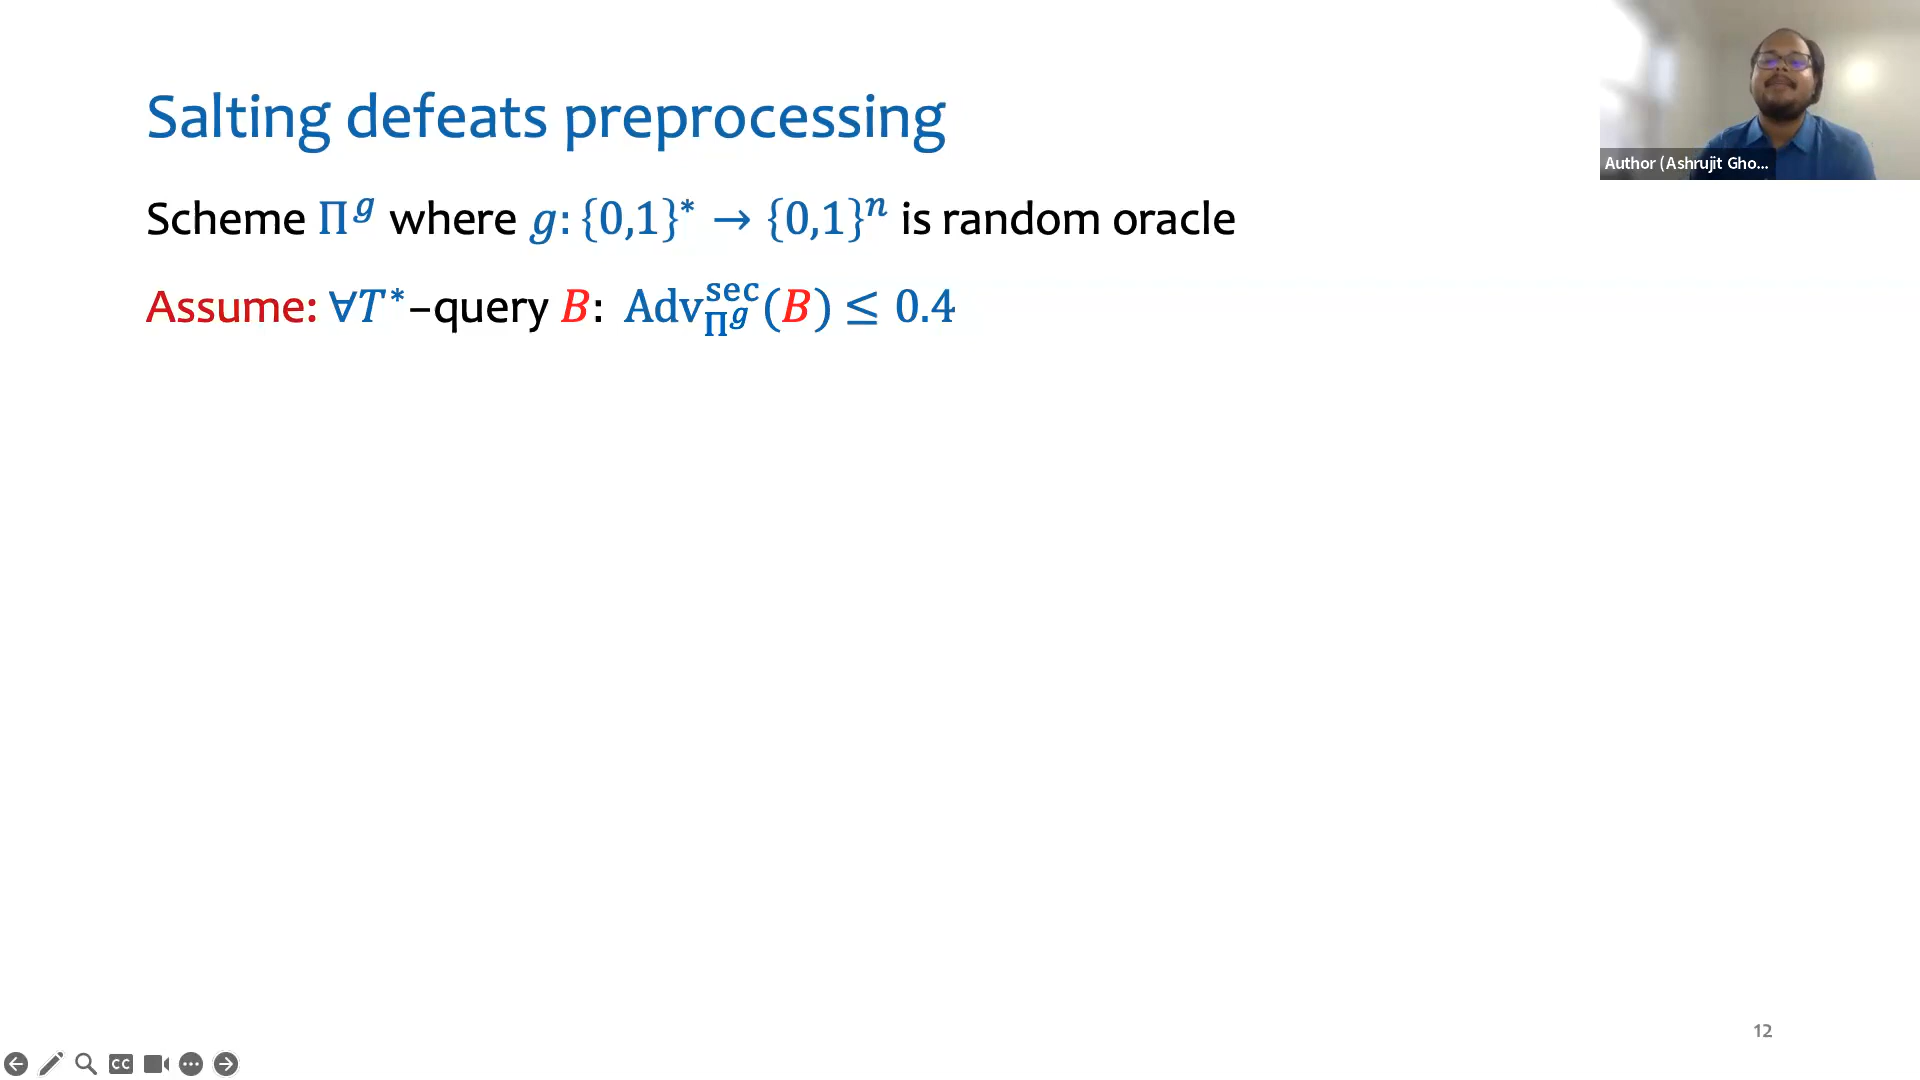 Salting defeats preprocessing
Scheme Π^g where g: {0,1}* → {0,1}^n is random oracle
Assume: ∀T*–query B: Adv^sec_Π^g (B) ≤ 0.4
Author (Ashrujit Gho...
12
CC